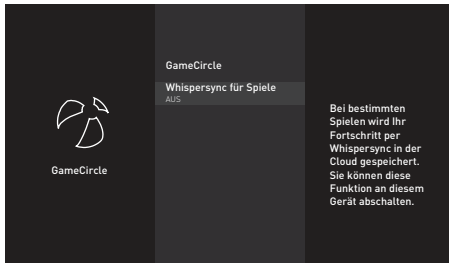 GameCircle
GameCircle
Whispersync für Spiele
AUS
Bei bestimmten
Spielen wird Ihr
Fortschritt per
Whispersync in der
Cloud gespeichert.
Sie können diese
Funktion an diesem
Gerät abschalten.